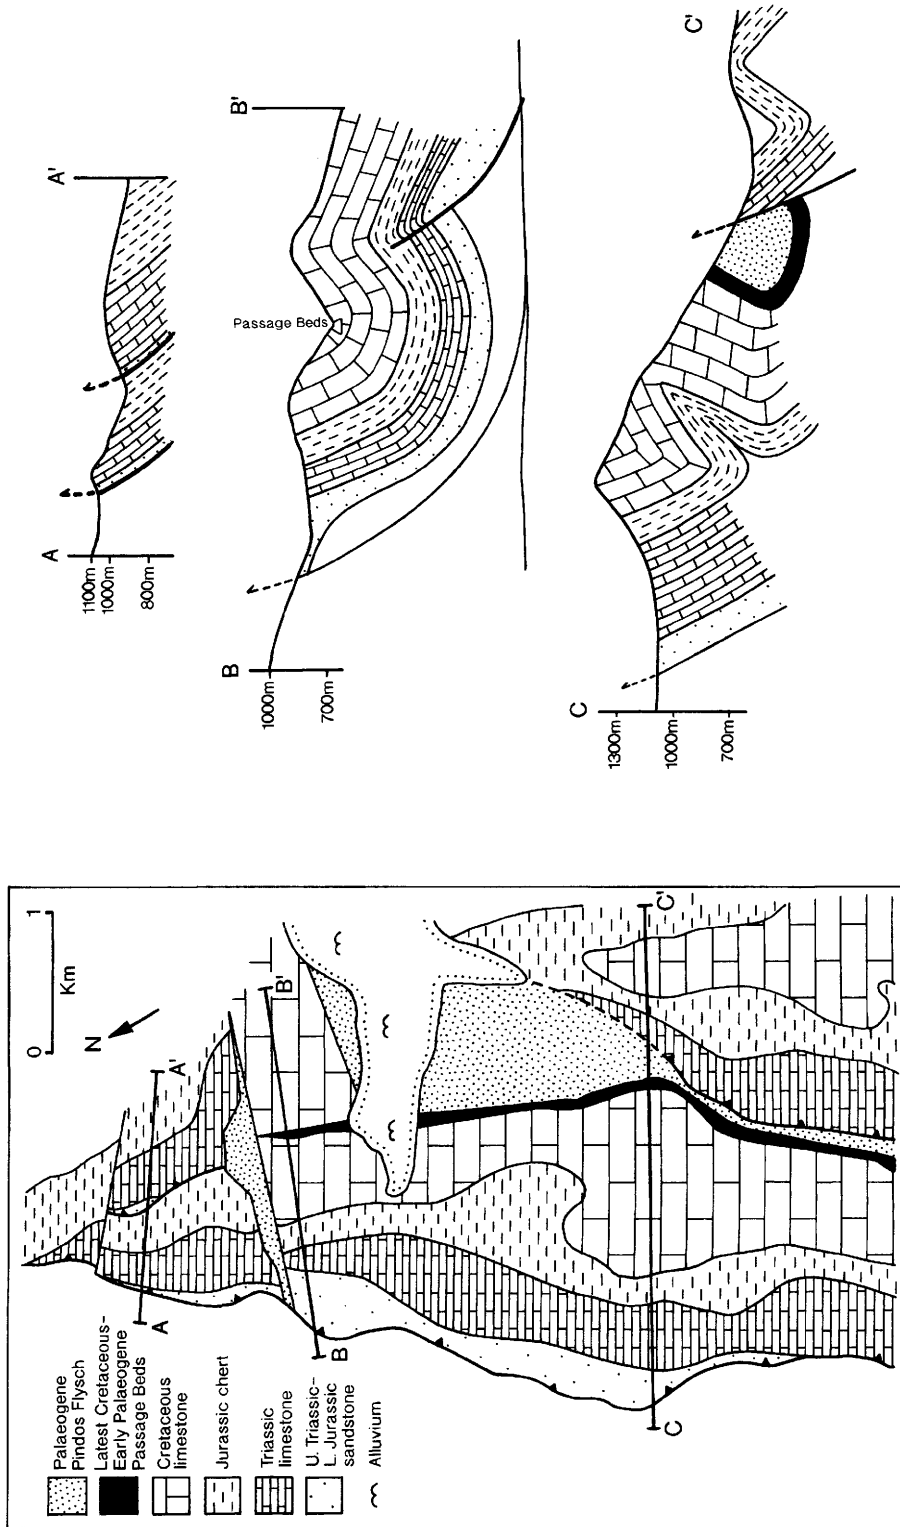 A
A'
1100m
1000m
800m
B
B'
Passage Beds
1000m
700m
C
C'
1300m
1000m
700m
0
1
Km
N
A
A'
B
B'
C
C'
Palaeogene
Pindos Flysch
Latest Cretaceous-
Early Palaeogene
Passage Beds
Cretaceous
limestone
Jurassic chert
Triassic
limestone
U. Triassic-
L. Jurassic
sandstone
Alluvium